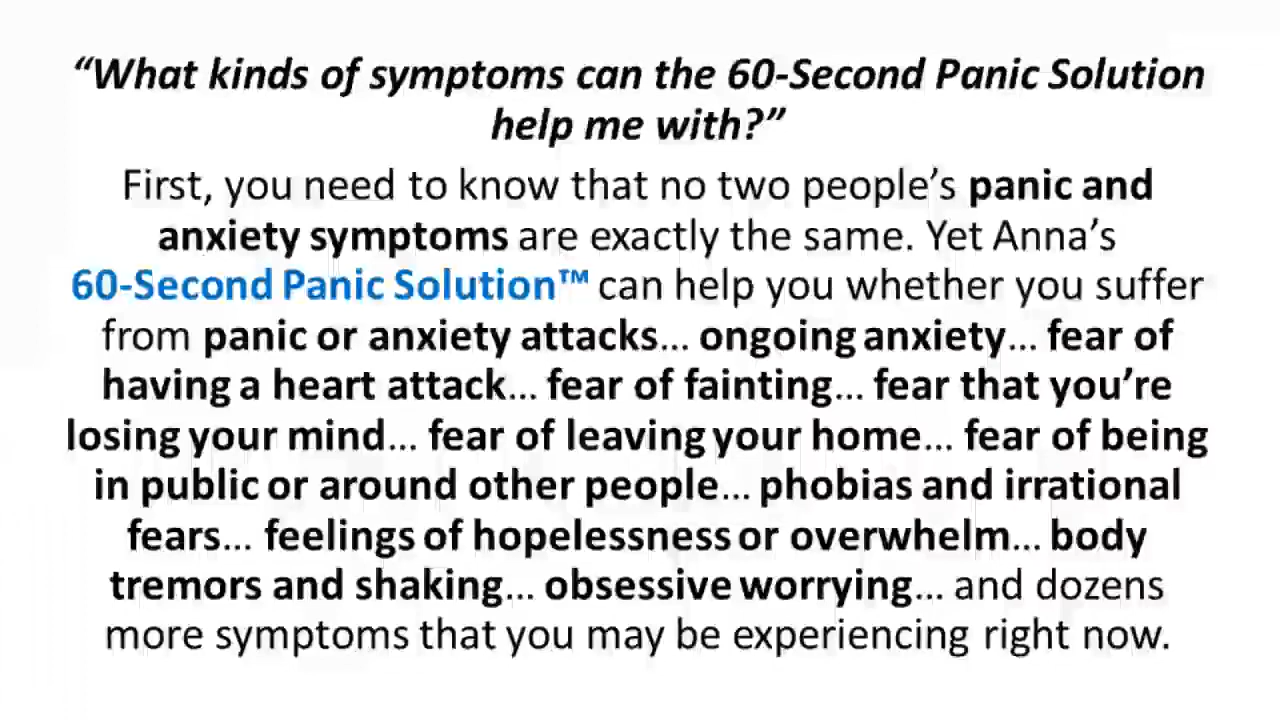 “What kinds of symptoms can the 60-Second Panic Solution
help me with?”
First, you need to know that no two people’s panic and
anxiety symptoms are exactly the same. Yet Anna’s
60-Second Panic Solution™ can help you whether you suffer
from panic or anxiety attacks... ongoing anxiety... fear of
having a heart attack... fear of fainting... fear that you’re
losing your mind... fear of leaving your home... fear of being
in public or around other people... phobias and irrational
fears... feelings of hopelessness or overwhelm... body
tremors and shaking... obsessive worrying... and dozens
more symptoms that you may be experiencing right now.